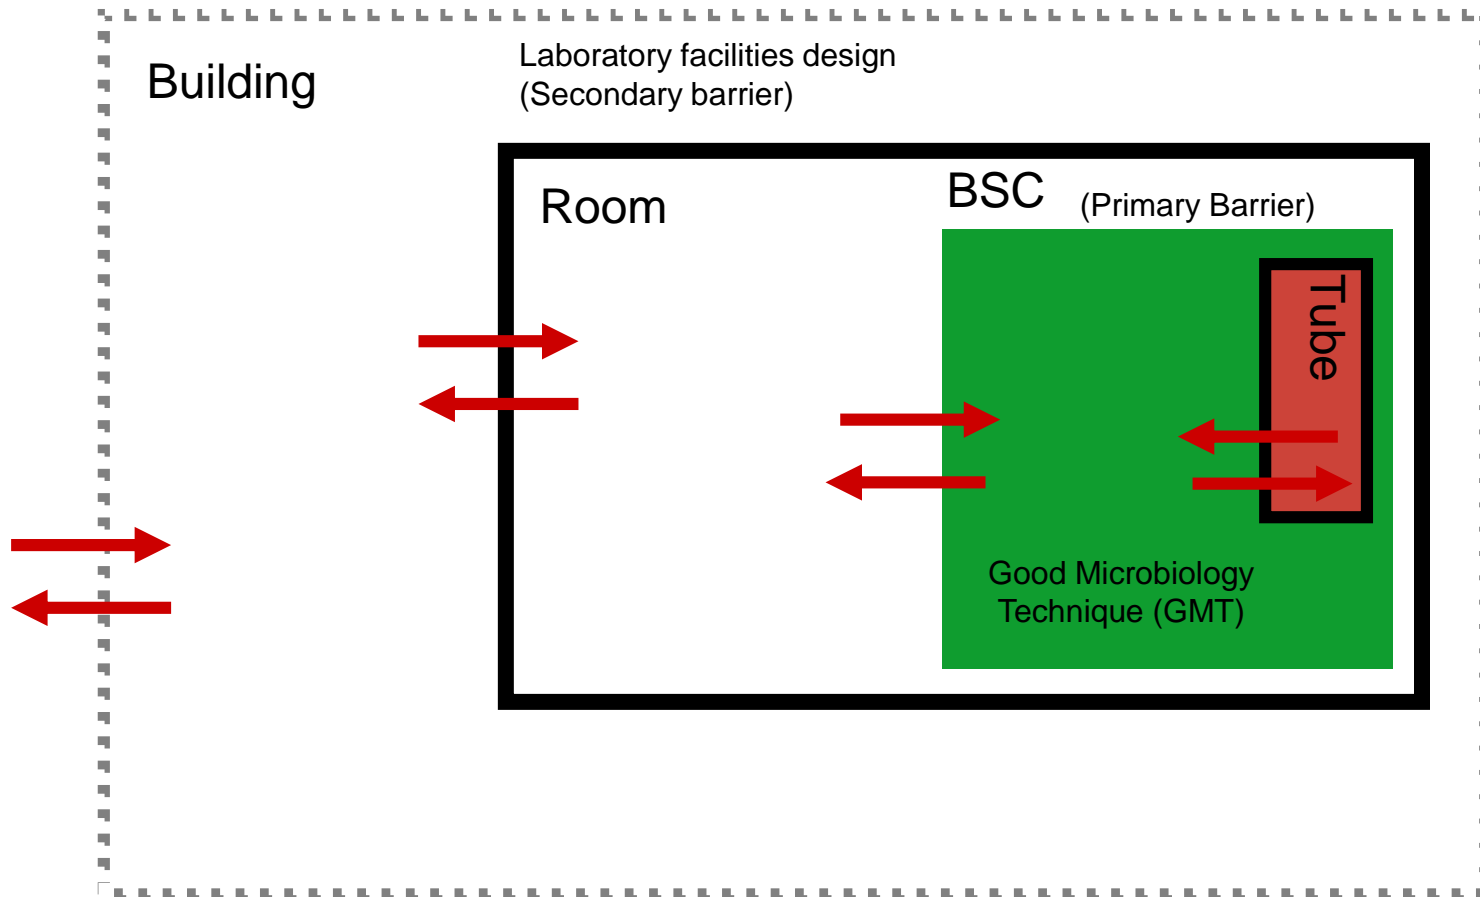 Building
Laboratory facilities design
(Secondary barrier)
Room
BSC (Primary Barrier)
Tube
Good Microbiology
Technique (GMT)